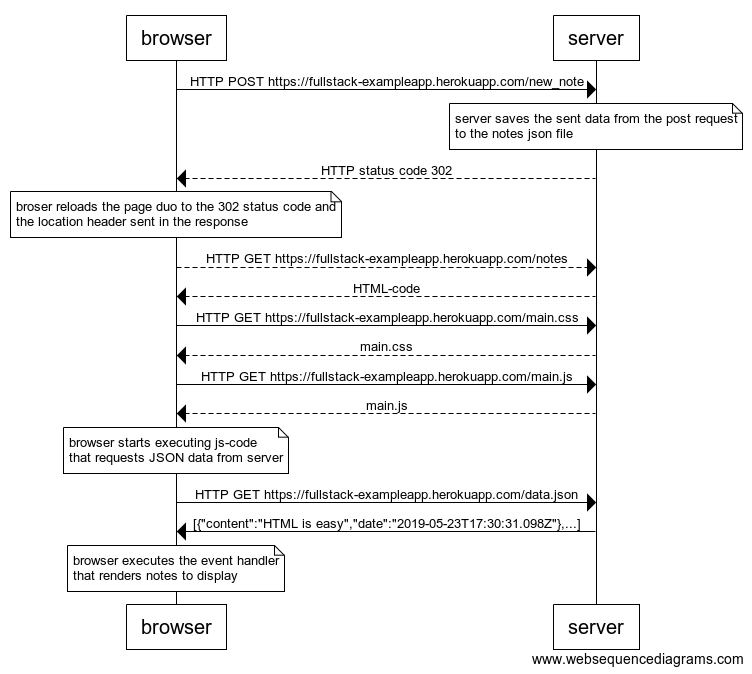 browser
server
HTTP POST https://fullstack-exampleapp.herokuapp.com/new_note
server saves the sent data from the post request
to the notes json file
HTTP status code 302
broser reloads the page duo to the 302 status code and
the location header sent in the response
HTTP GET https://fullstack-exampleapp.herokuapp.com/notes
HTML-code
HTTP GET https://fullstack-exampleapp.herokuapp.com/main.css
main.css
HTTP GET https://fullstack-exampleapp.herokuapp.com/main.js
main.js
browser starts executing js-code
that requests JSON data from server
HTTP GET https://fullstack-exampleapp.herokuapp.com/data.json
[{"content":"HTML is easy","date":"2019-05-23T17:30:31.098Z"},...]
browser executes the event handler
that renders notes to display
browser
server
www.websequencediagrams.com